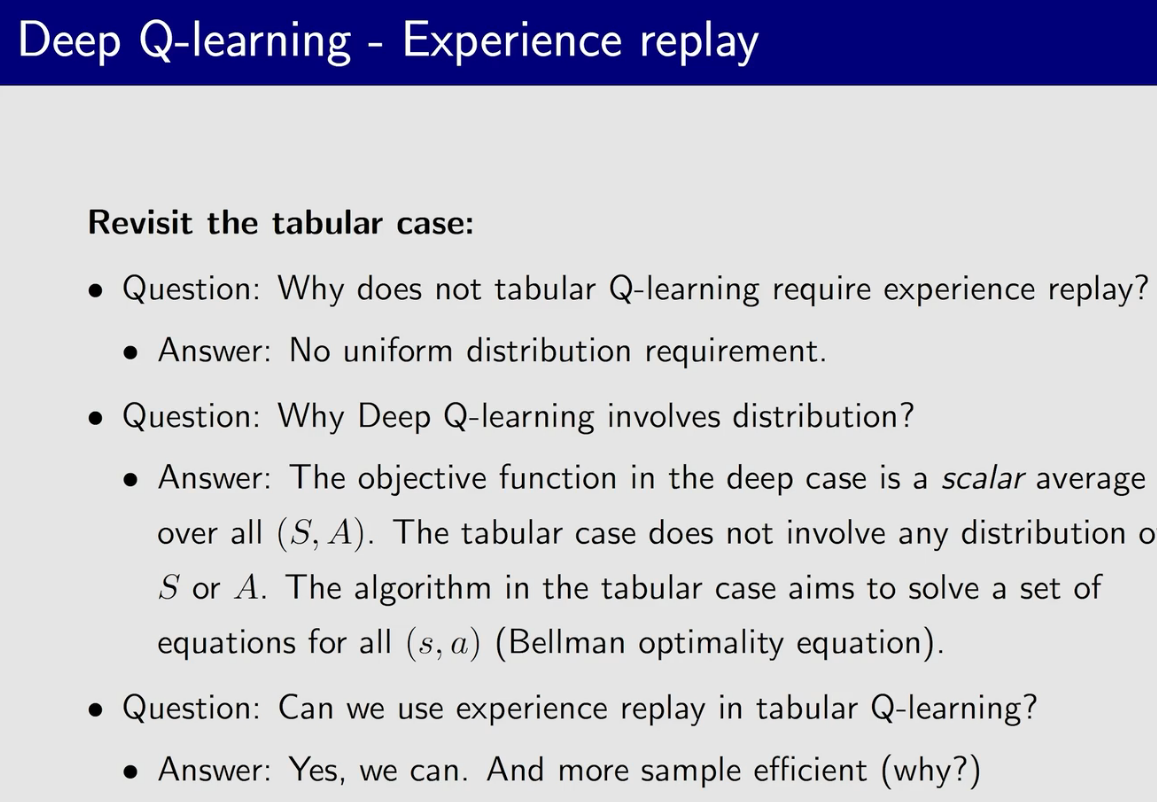 Deep Q-learning - Experience replay
Revisit the tabular case:
• Question: Why does not tabular Q-learning require experience replay?
• Answer: No uniform distribution requirement.
• Question: Why Deep Q-learning involves distribution?
• Answer: The objective function in the deep case is a scalar average
over all (S, A). The tabular case does not involve any distribution o
S or A. The algorithm in the tabular case aims to solve a set of
equations for all (s, a) (Bellman optimality equation).
• Question: Can we use experience replay in tabular Q-learning?
• Answer: Yes, we can. And more sample efficient (why?)